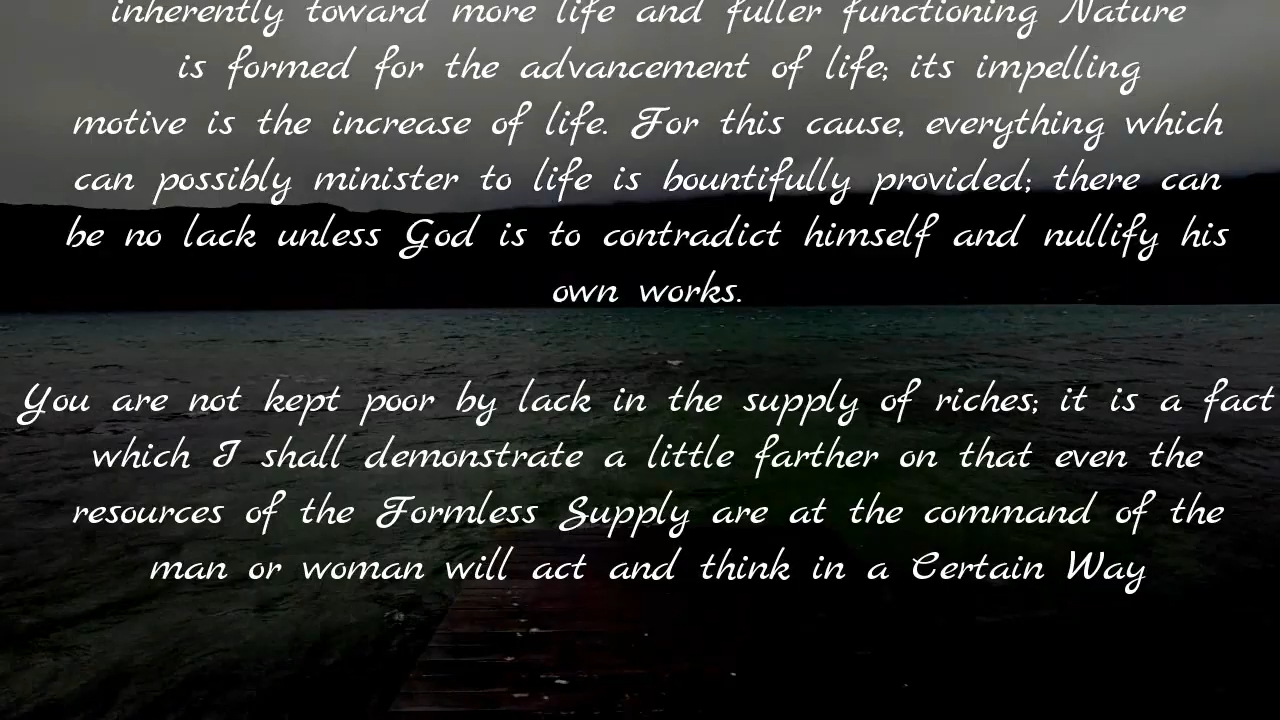 inherently toward more life and fuller functioning Nature
is formed for the advancement of life; its impelling
motive is the increase of life. For this cause, everything which
can possibly minister to life is bountifully provided; there can
be no lack unless God is to contradict himself and nullify his
own works.
You are not kept poor by lack in the supply of riches; it is a fact
which I shall demonstrate a little farther on that even the
resources of the Formless Supply are at the command of the
man or woman will act and think in a Certain Way